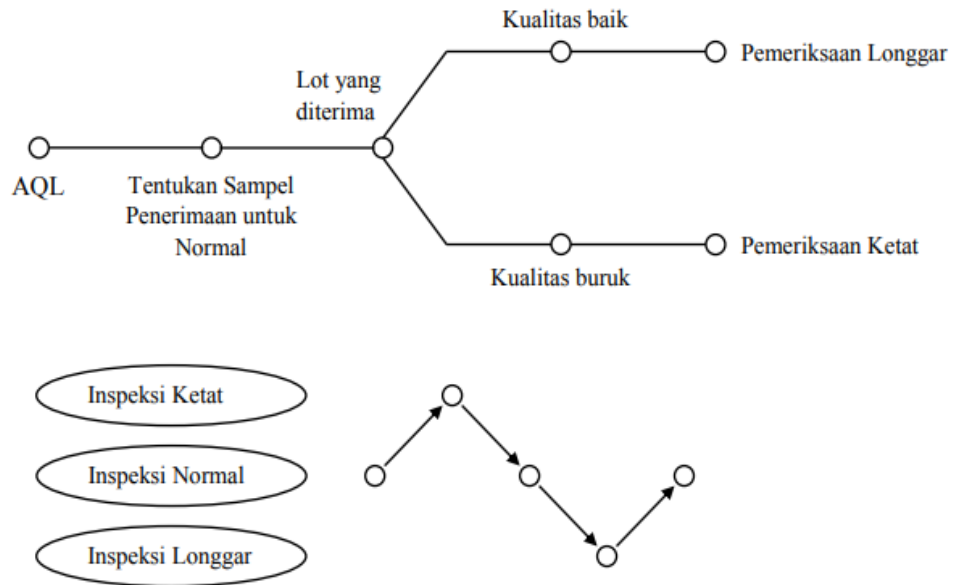 Kualitas baik
Pemeriksaan Longgar
Lot yang
diterima
AQL
Tentukan Sampel
Penerimaan untuk
Normal
Pemeriksaan Ketat
Kualitas buruk
Inspeksi Ketat
Inspeksi Normal
Inspeksi Longgar